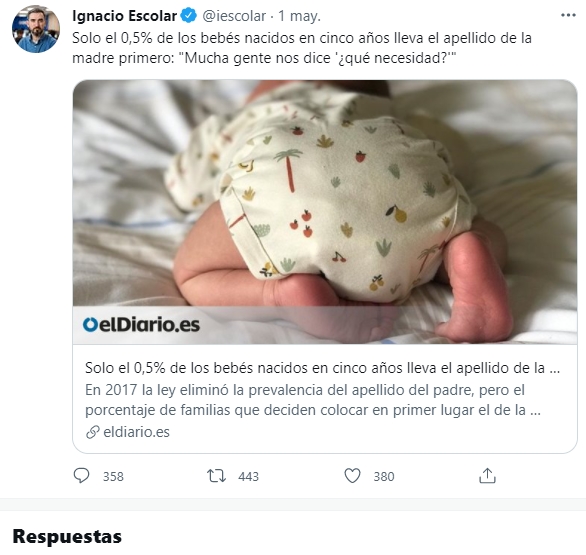 Ignacio Escolar @iescolar · 1 may.
Solo el 0,5% de los bebés nacidos en cinco años lleva el apellido de la
madre primero: "Mucha gente nos dice '¿qué necesidad?'"
elDiario.es
Solo el 0,5% de los bebés nacidos en cinco años lleva el apellido de la ...
En 2017 la ley eliminó la prevalencia del apellido del padre, pero el
porcentaje de familias que deciden colocar en primer lugar el de la ...
eldiario.es
358 443 380
Respuestas